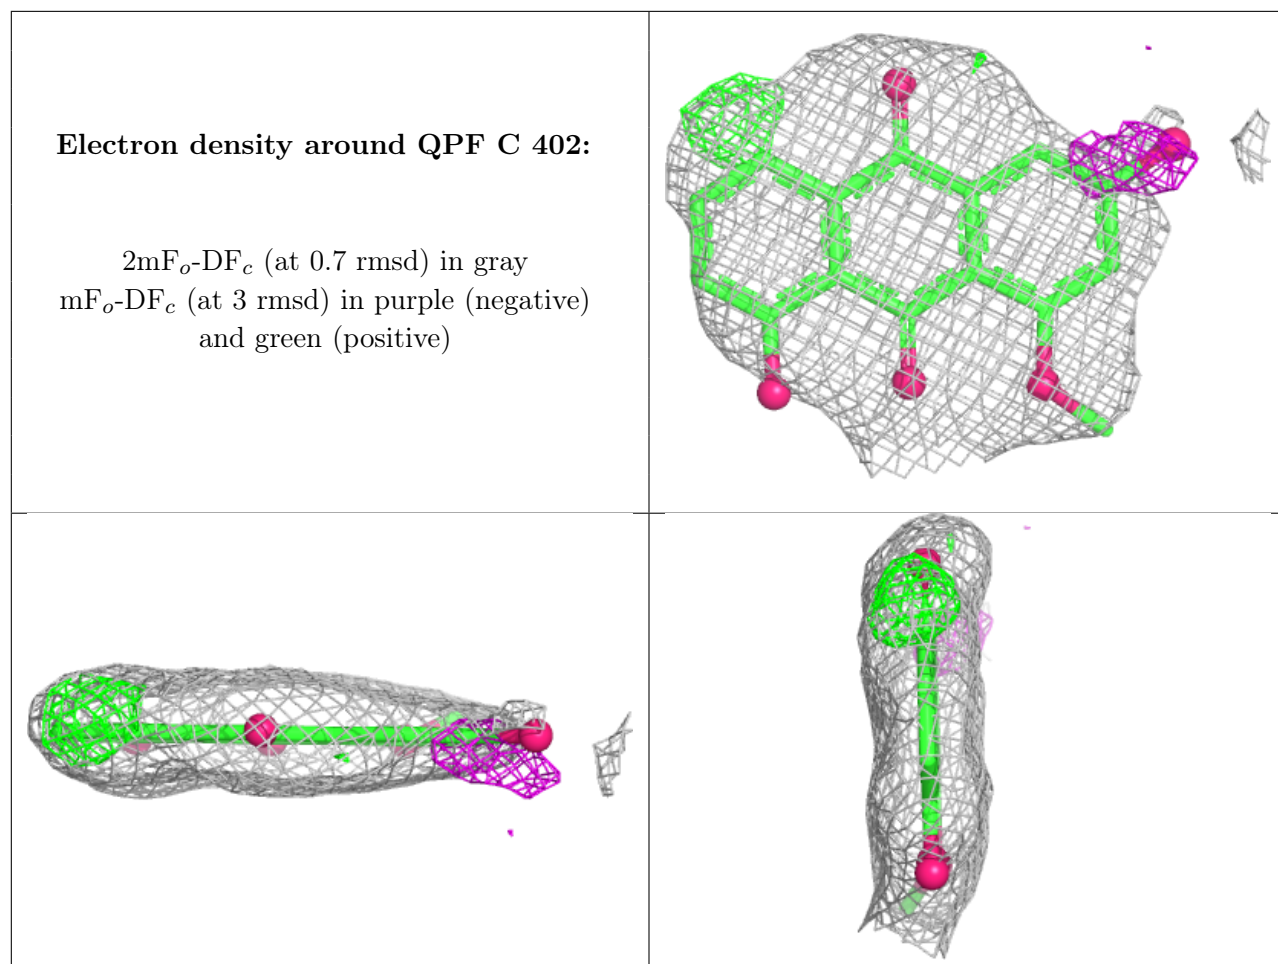 Electron density around QPF C 402:
2mFₒ-DF𝒸 (at 0.7 rmsd) in gray
mFₒ-DF𝒸 (at 3 rmsd) in purple (negative)
and green (positive)